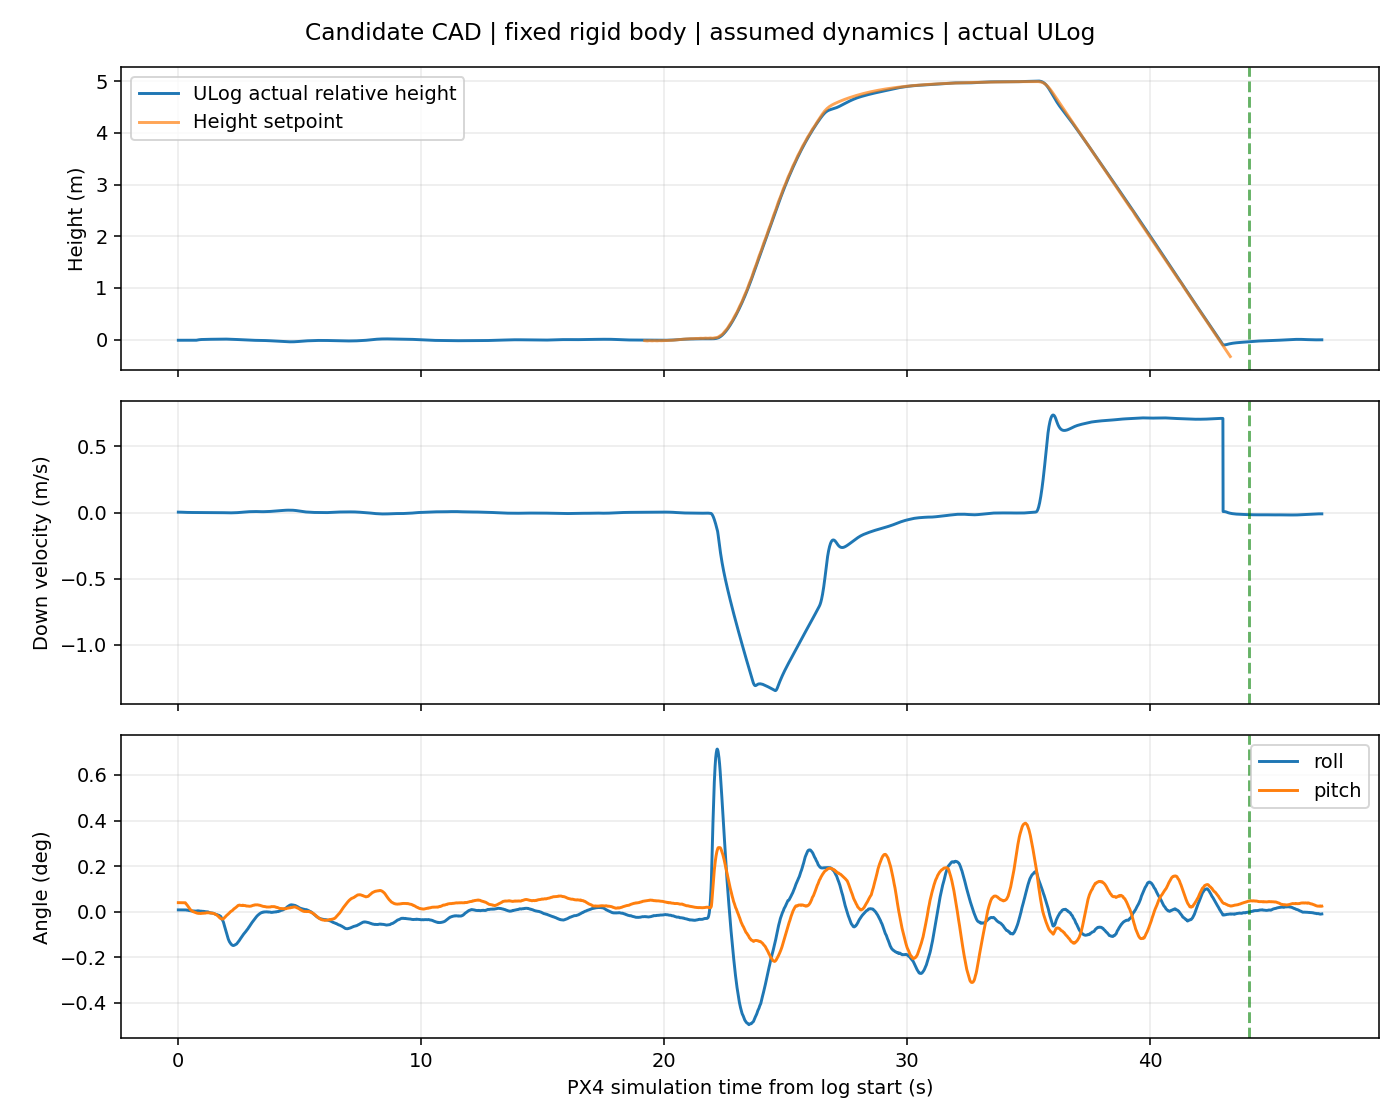 Candidate CAD | fixed rigid body | assumed dynamics | actual ULog
ULog actual relative height
Height setpoint
Height (m)
5
4
3
2
1
0
Down velocity (m/s)
0.5
0.0
−0.5
−1.0
roll
pitch
Angle (deg)
0.6
0.4
0.2
0.0
−0.2
−0.4
0 10 20 30 40
PX4 simulation time from log start (s)